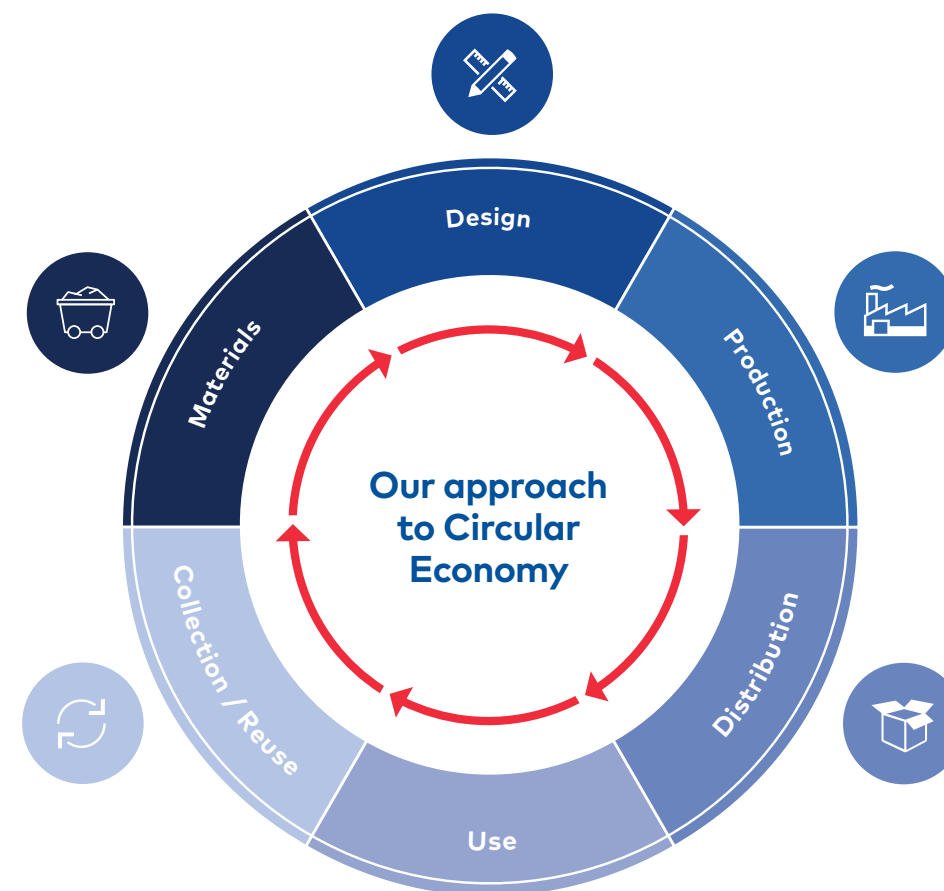 Design
Production
Distribution
Use
Collection / Reuse
Materials
Our approach
to Circular
Economy